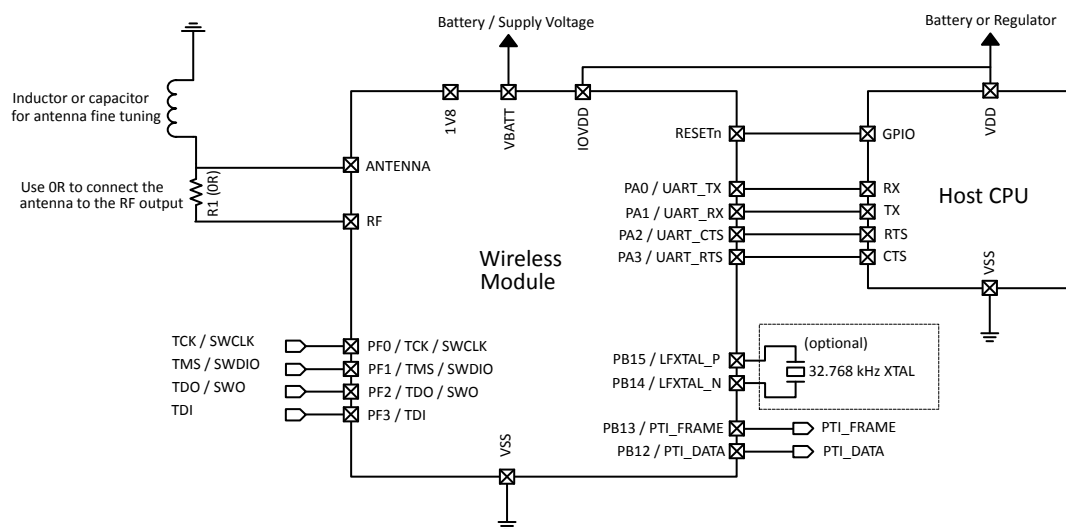 Battery / Supply Voltage
Battery or Regulator
Inductor or capacitor
for antenna fine tuning
1V8
VBATT
IOVDD
VDD
RESETn
GPIO
ANTENNA
Use 0R to connect the
antenna to the RF output
R1 (0R)
RF
PA0 / UART_TX
RX
PA1 / UART_RX
TX
PA2 / UART_CTS
RTS
PA3 / UART_RTS
CTS
Host CPU
Wireless
Module
VSS
TCK / SWCLK
PF0 / TCK / SWCLK
TMS / SWDIO
PF1 / TMS / SWDIO
TDO / SWO
PF2 / TDO / SWO
TDI
PF3 / TDI
PB15 / LFXTAL_P
PB14 / LFXTAL_N
(optional)
32.768 kHz XTAL
PB13 / PTI_FRAME
PTI_FRAME
PB12 / PTI_DATA
PTI_DATA
VSS